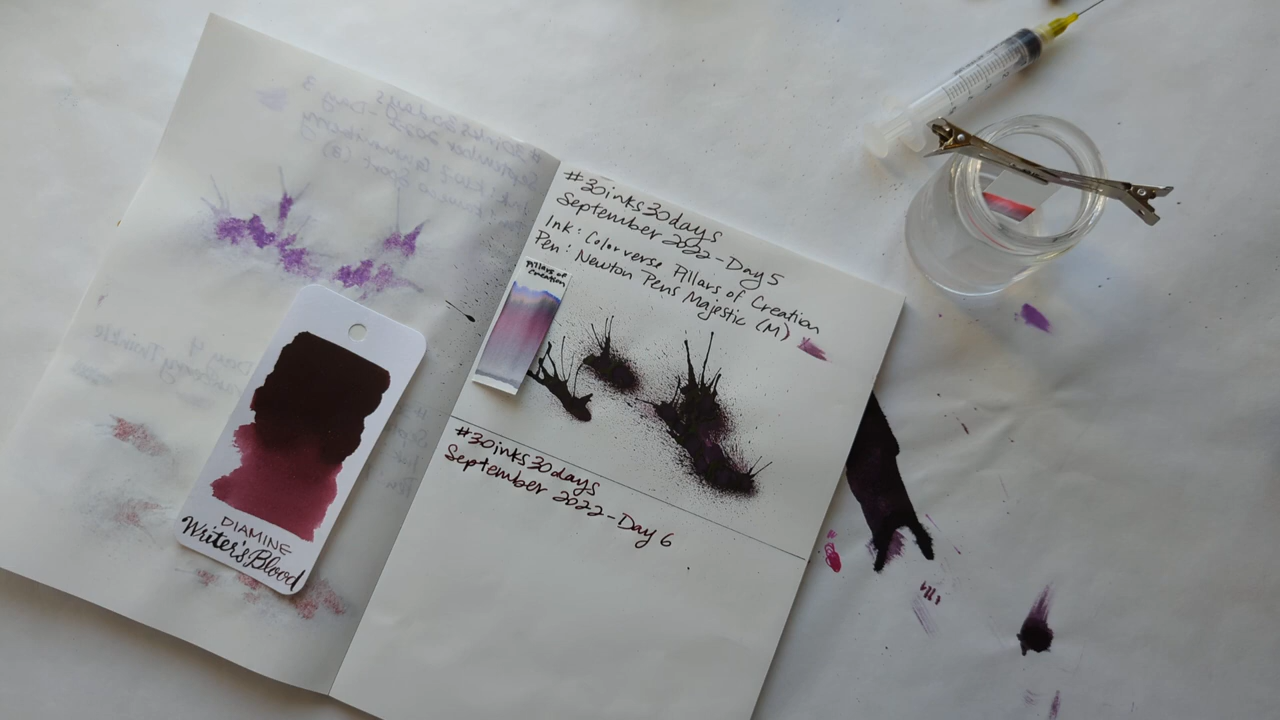 #30inks30days
September 2022-Day 5
Ink: Colorverse Pillars of Creation
Pen: Newton Pens Majestic (M)
Pillars of
Creation
#30inks30days
September 2022-Day 6
DIAMINE
Writer's Blood